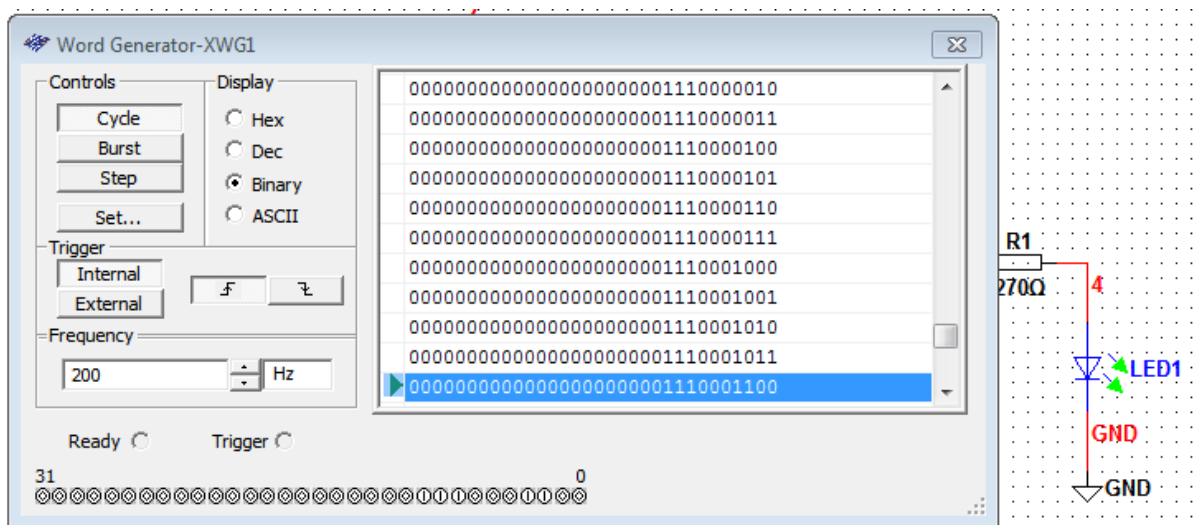 Word Generator-XWG1
Controls
Cycle
Burst
Step
Set...
Display
Hex
Dec
Binary
ASCII
Trigger
Internal
External
Frequency
200
Hz
00000000000000000000001110000010
00000000000000000000001110000011
00000000000000000000001110000100
00000000000000000000001110000101
00000000000000000000001110000110
00000000000000000000001110000111
00000000000000000000001110001000
00000000000000000000001110001001
00000000000000000000001110001010
00000000000000000000001110001011
00000000000000000000001110001100
Ready
Trigger
31
0
R1
270Ω
4
LED1
GND
GND